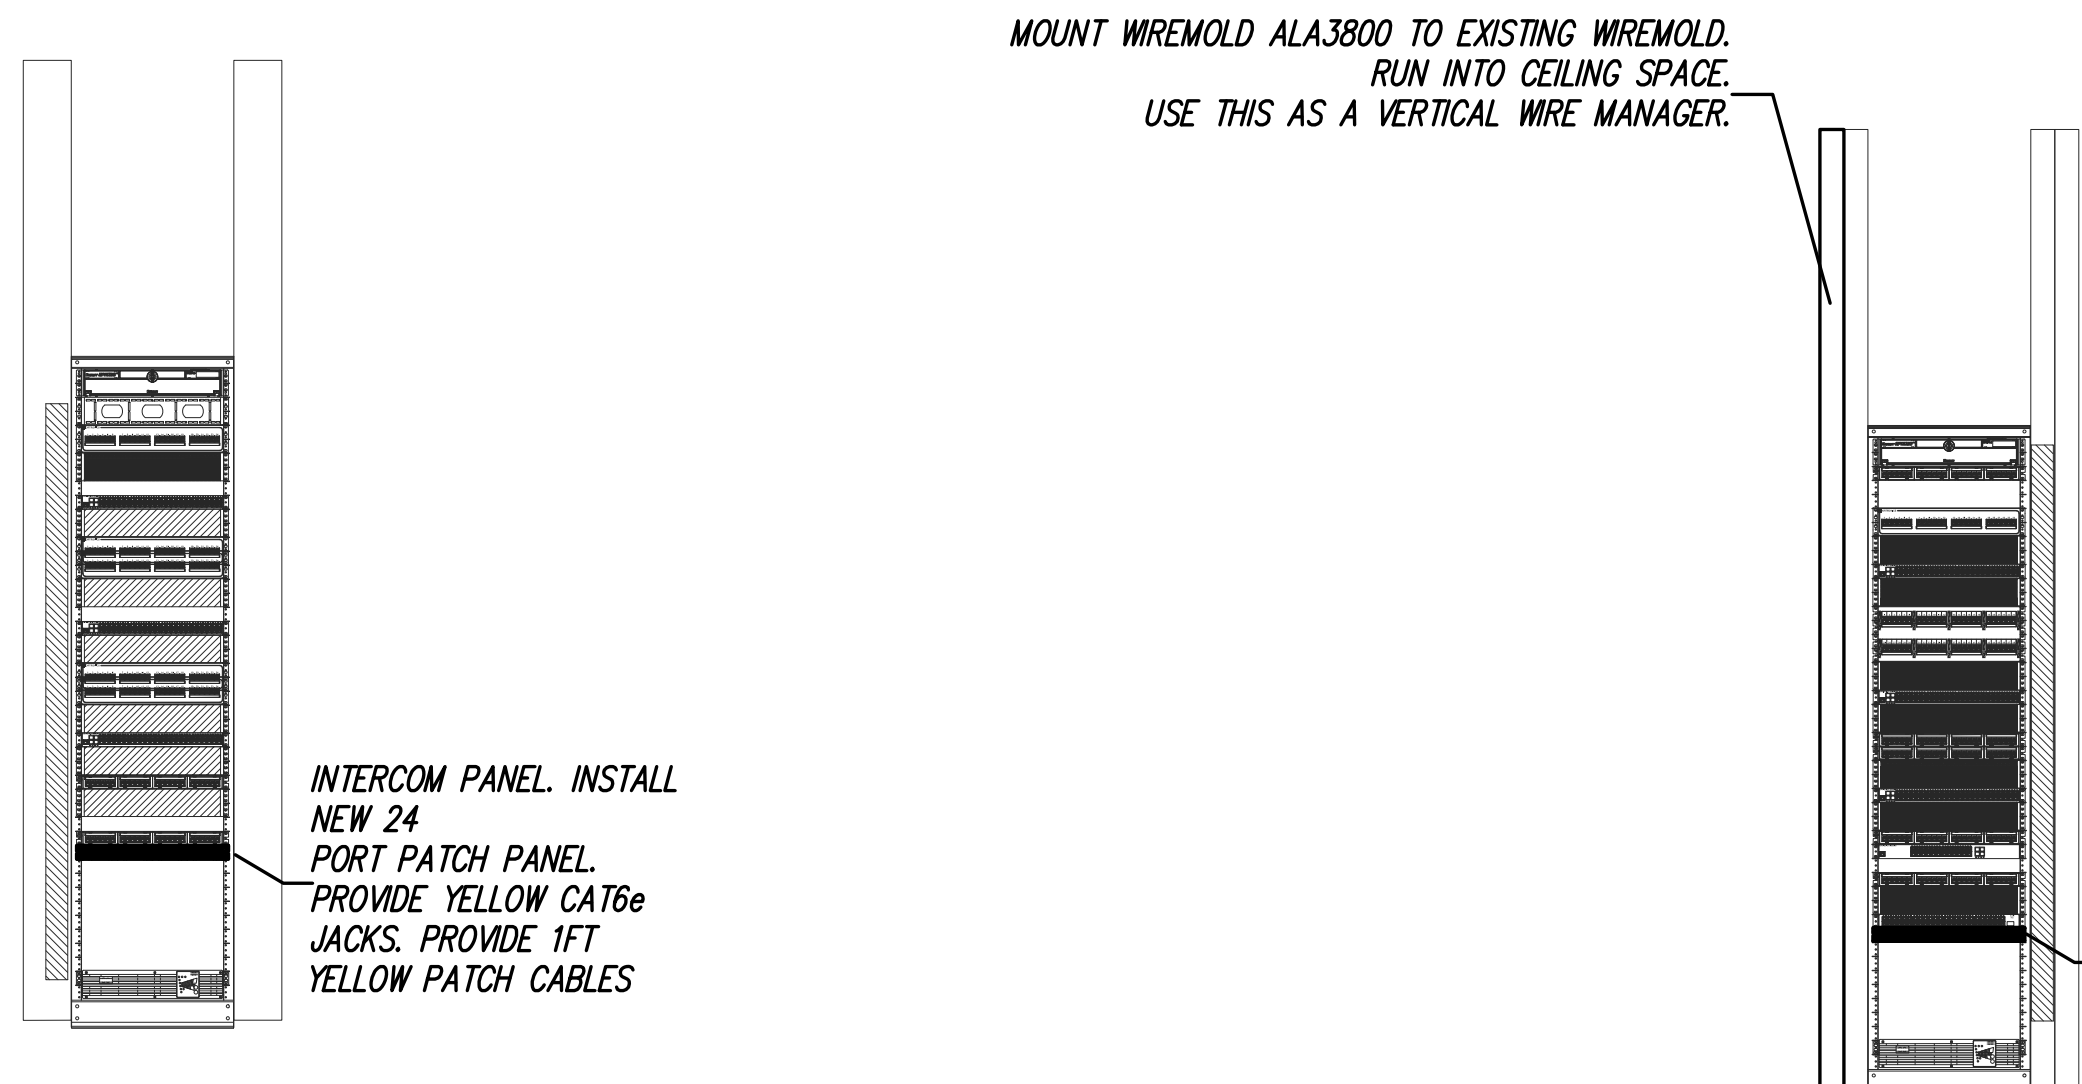 MOUNT WIREMOLD ALA3800 TO EXISTING WIREMOLD.
RUN INTO CEILING SPACE.
USE THIS AS A VERTICAL WIRE MANAGER.
INTERCOM PANEL. INSTALL
NEW 24
PORT PATCH PANEL.
PROVIDE YELLOW CAT6e
JACKS. PROVIDE 1FT
YELLOW PATCH CABLES